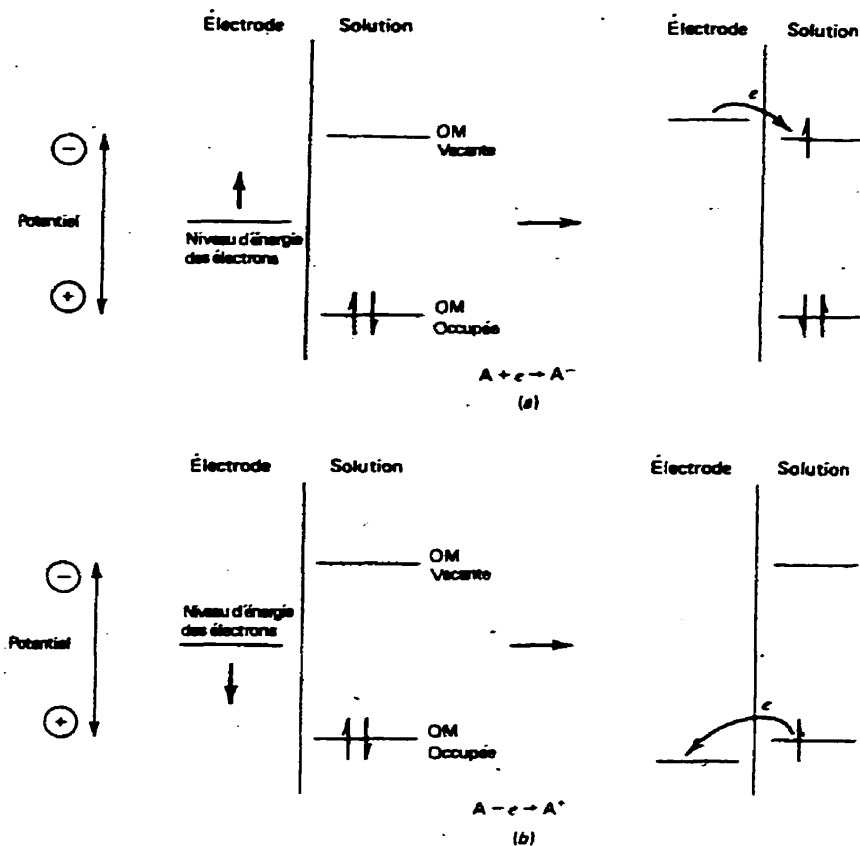 Électrode Solution Électrode Solution
e
− OM
Vacante
Potentiel
Niveau d'énergie
des électrons
+ OM
Occupée
A + e → A⁻
(a)
Électrode Solution Électrode Solution
− OM
Vacante
Niveau d'énergie
des électrons
Potentiel
e
+ OM
Occupée
A − e → A⁺
(b)